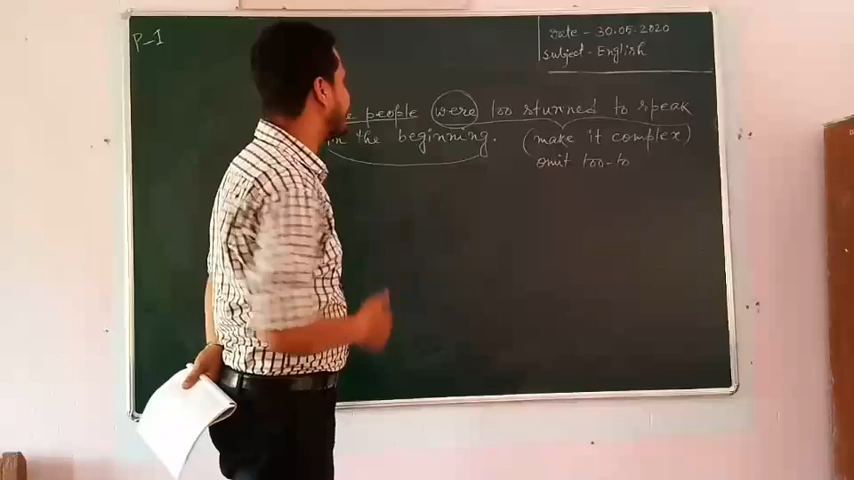 P-1
Date - 30.05.2020
Subject - English
people were too stunned to speak
in the beginning. (make it complex)
omit too-to